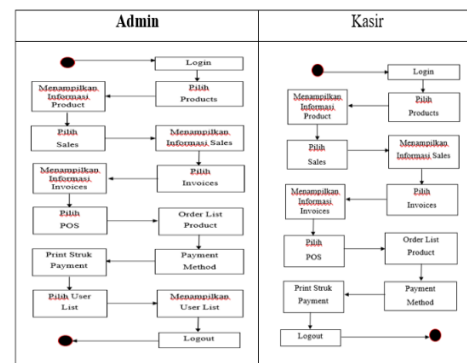 Admin
Kasir
Login
Pilih
Products
Menampilkan
Informasi
Product
Pilih
Sales
Menampilkan
Informasi Sales
Pilih
Invoices
Menampilkan
Informasi
Invoices
Pilih
POS
Order List
Product
Payment
Method
Print Struk
Payment
Pilih User
List
Menampilkan
User List
Logout
Login
Pilih
Products
Menampilkan
Informasi
Product
Pilih
Sales
Menampilkan
Informasi Sales
Pilih
Invoices
Menampilkan
Informasi
Invoices
Pilih
POS
Order List
Product
Payment
Method
Print Struk
Payment
Logout